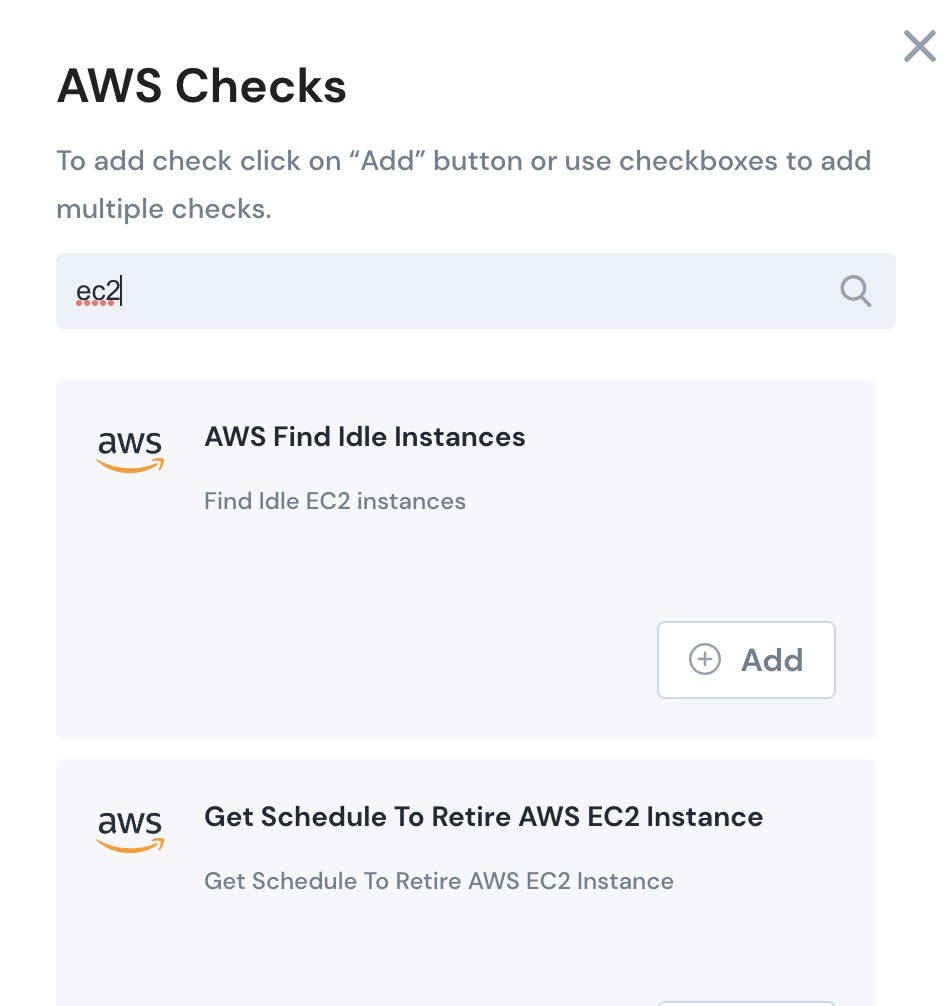 AWS Checks
To add check click on “Add” button or use checkboxes to add
multiple checks.
ec2
aws
AWS Find Idle Instances
Find Idle EC2 instances
Add
aws
Get Schedule To Retire AWS EC2 Instance
Get Schedule To Retire AWS EC2 Instance